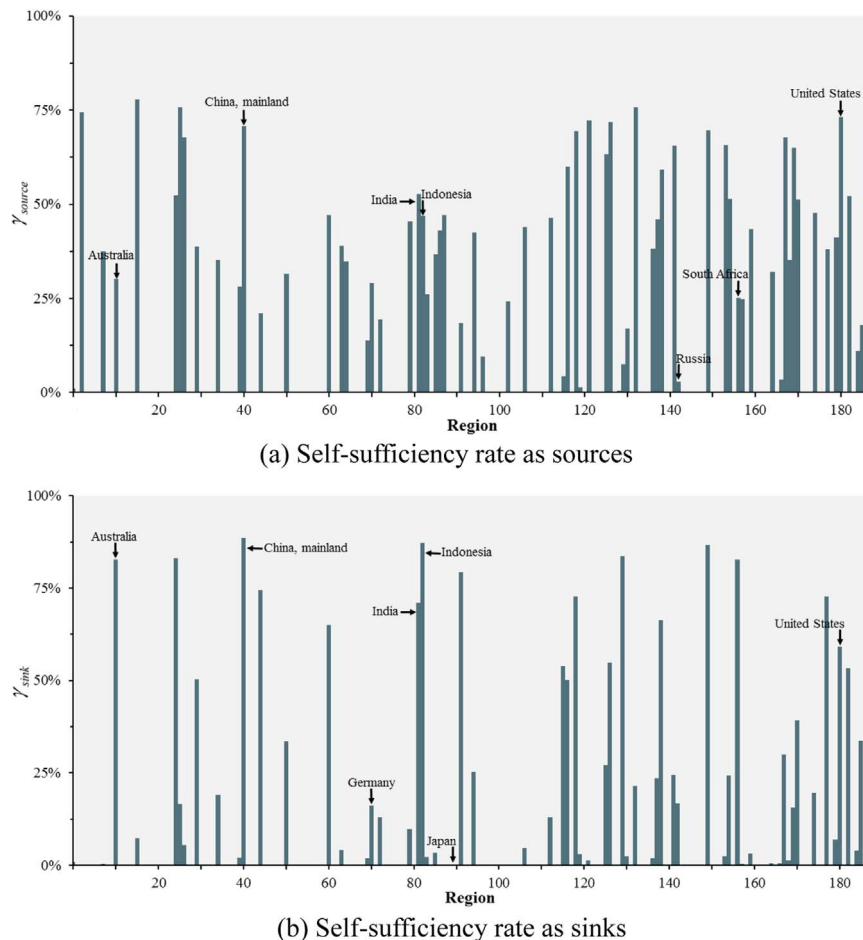 100%
75%
50%
25%
0%
γ source
China, mainland
United States
India
Indonesia
Australia
South Africa
Russia
20
40
60
80
100
120
140
160
180
Region
(a) Self-sufficiency rate as sources
100%
75%
50%
25%
0%
γ sink
Australia
China, mainland
Indonesia
India
United States
Germany
Japan
20
40
60
80
100
120
140
160
180
Region
(b) Self-sufficiency rate as sinks